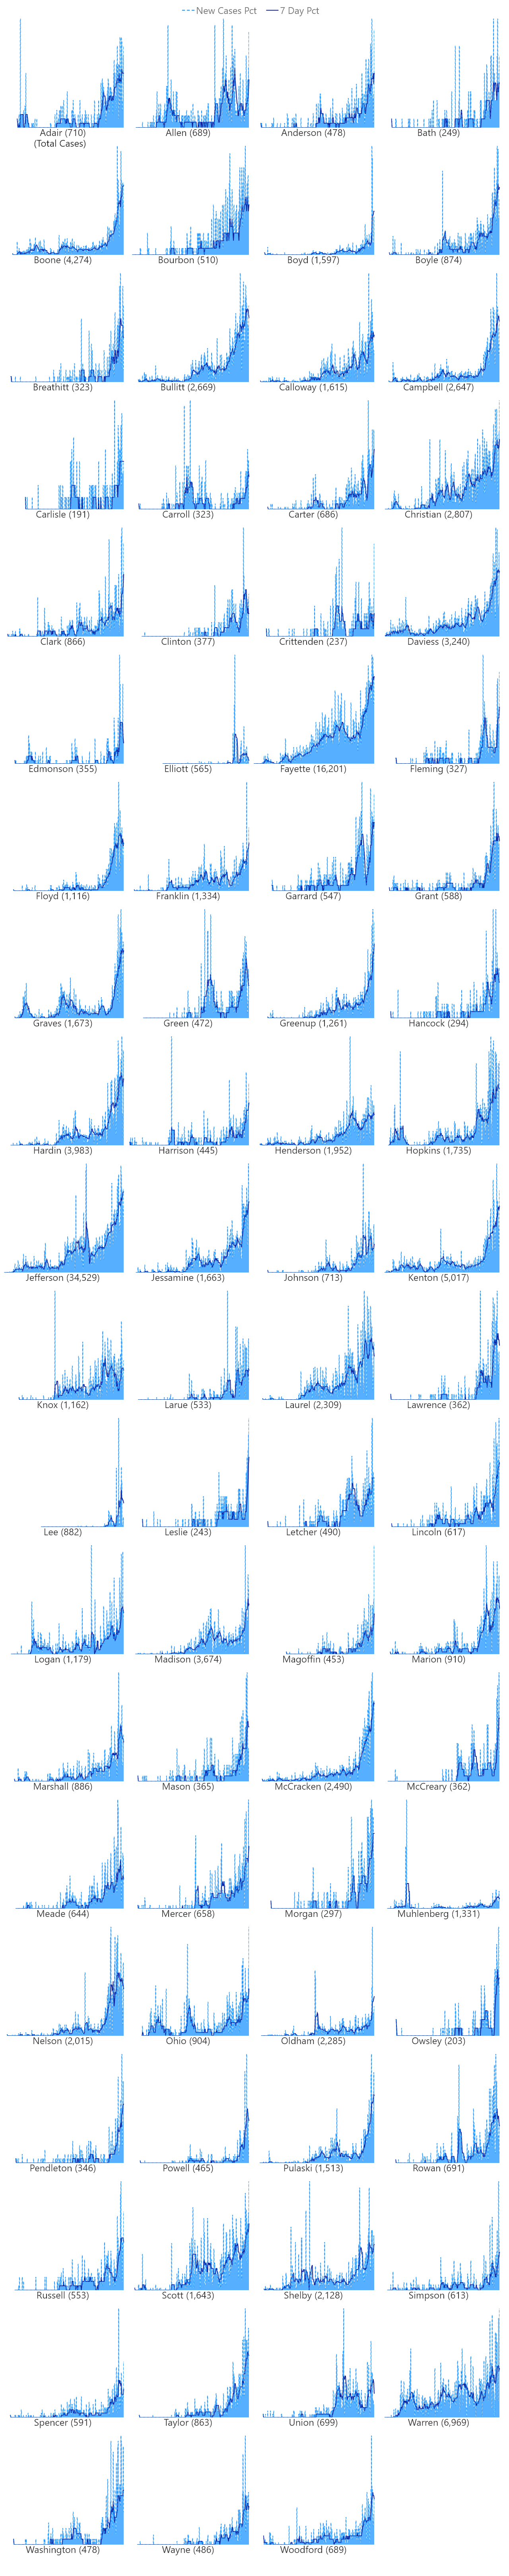 New Cases Pct 7 Day Pct
Adair (710) Allen (689) Anderson (478) Bath (249)
(Total Cases)
Boone (4,274) Bourbon (510) Boyd (1,597) Boyle (874)
Breathitt (323) Bullitt (2,669) Calloway (1,615) Campbell (2,647)
Carlisle (191) Carroll (323) Carter (686) Christian (2,807)
Clark (866) Clinton (377) Crittenden (237) Daviess (3,240)
Edmonson (355) Elliott (565) Fayette (16,201) Fleming (327)
Floyd (1,116) Franklin (1,334) Garrard (547) Grant (588)
Graves (1,673) Green (472) Greenup (1,261) Hancock (294)
Hardin (3,983) Harrison (445) Henderson (1,952) Hopkins (1,735)
Jefferson (34,529) Jessamine (1,663) Johnson (713) Kenton (5,017)
Knox (1,162) Larue (533) Laurel (2,309) Lawrence (362)
Lee (882) Leslie (243) Letcher (490) Lincoln (617)
Logan (1,179) Madison (3,674) Magoffin (453) Marion (910)
Marshall (886) Mason (365) McCracken (2,490) McCreary (362)
Meade (644) Mercer (658) Morgan (297) Muhlenberg (1,331)
Nelson (2,015) Ohio (904) Oldham (2,285) Owsley (203)
Pendleton (346) Powell (465) Pulaski (1,513) Rowan (691)
Russell (553) Scott (1,643) Shelby (2,128) Simpson (613)
Spencer (591) Taylor (863) Union (699) Warren (6,969)
Washington (478) Wayne (486) Woodford (689)